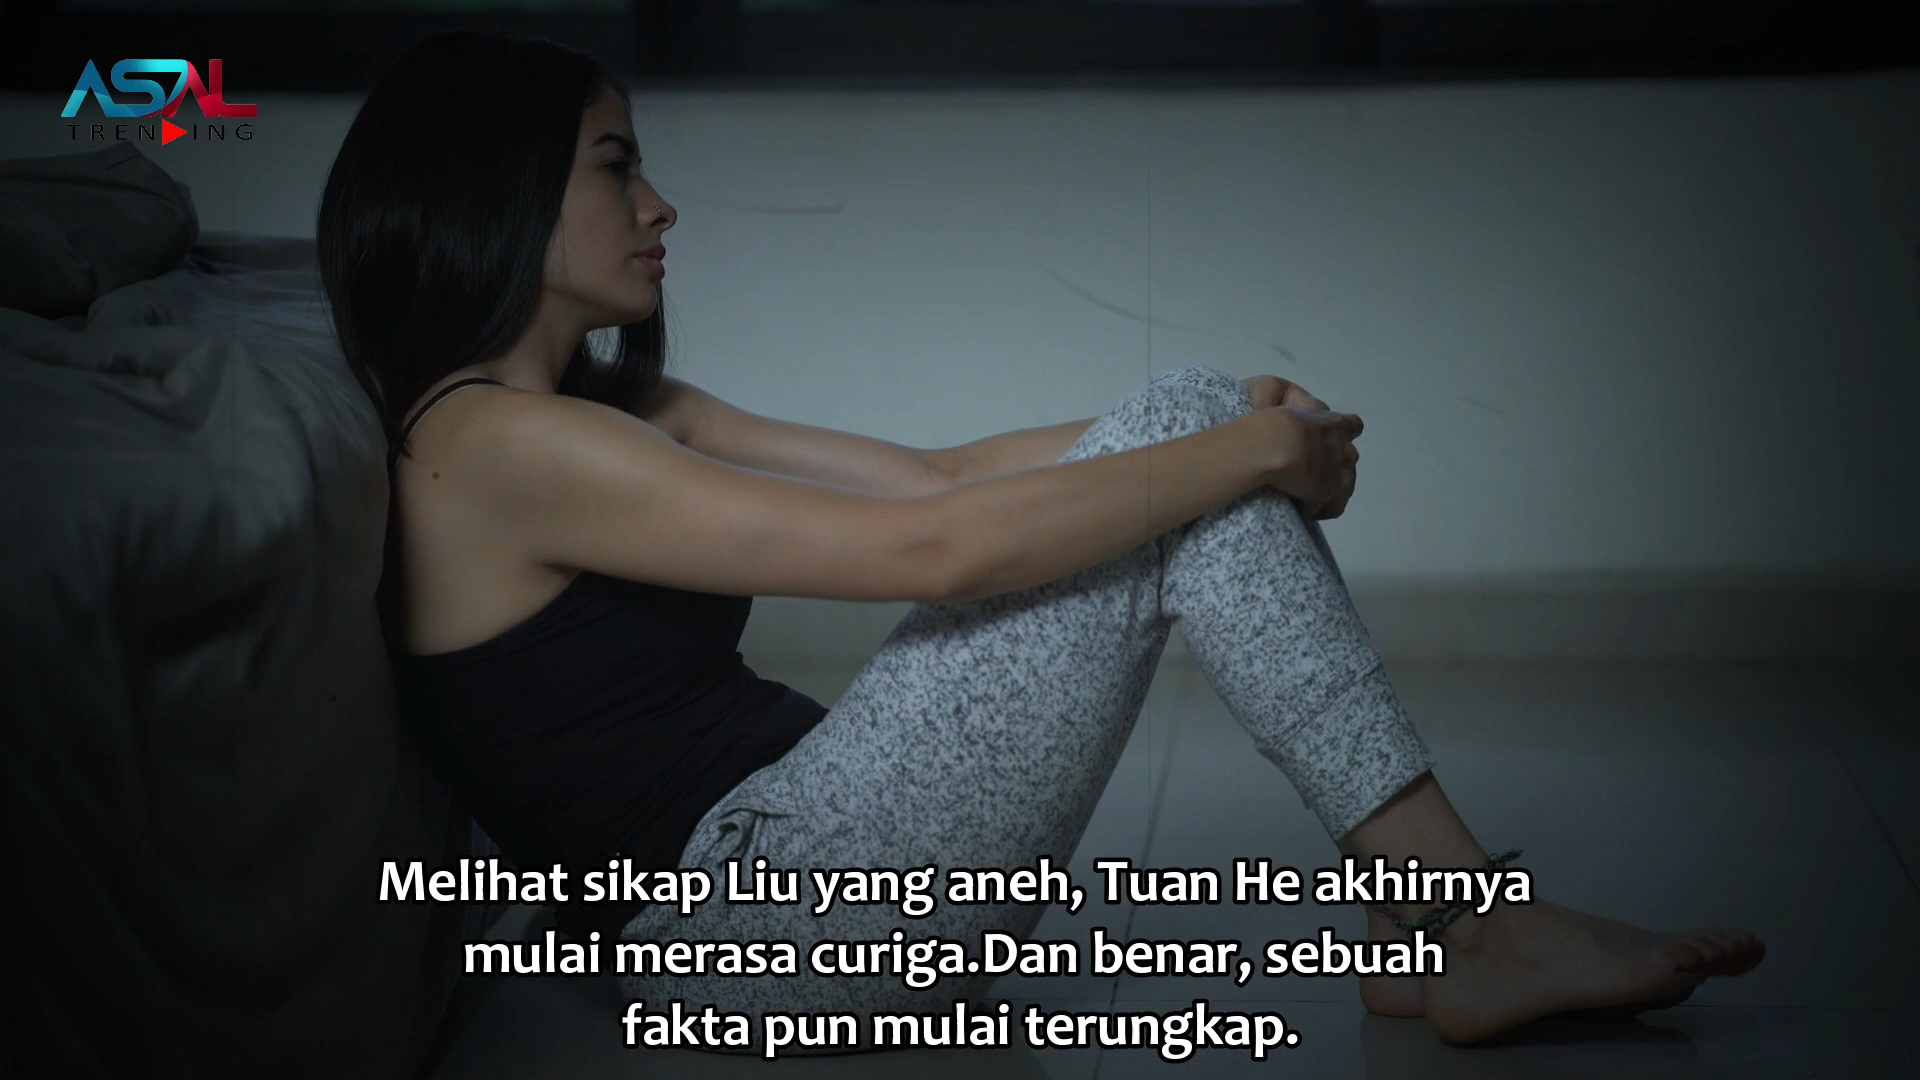 ASAL
TRENDING
Melihat sikap Liu yang aneh, Tuan He akhirnya
mulai merasa curiga.Dan benar, sebuah
fakta pun mulai terungkap.